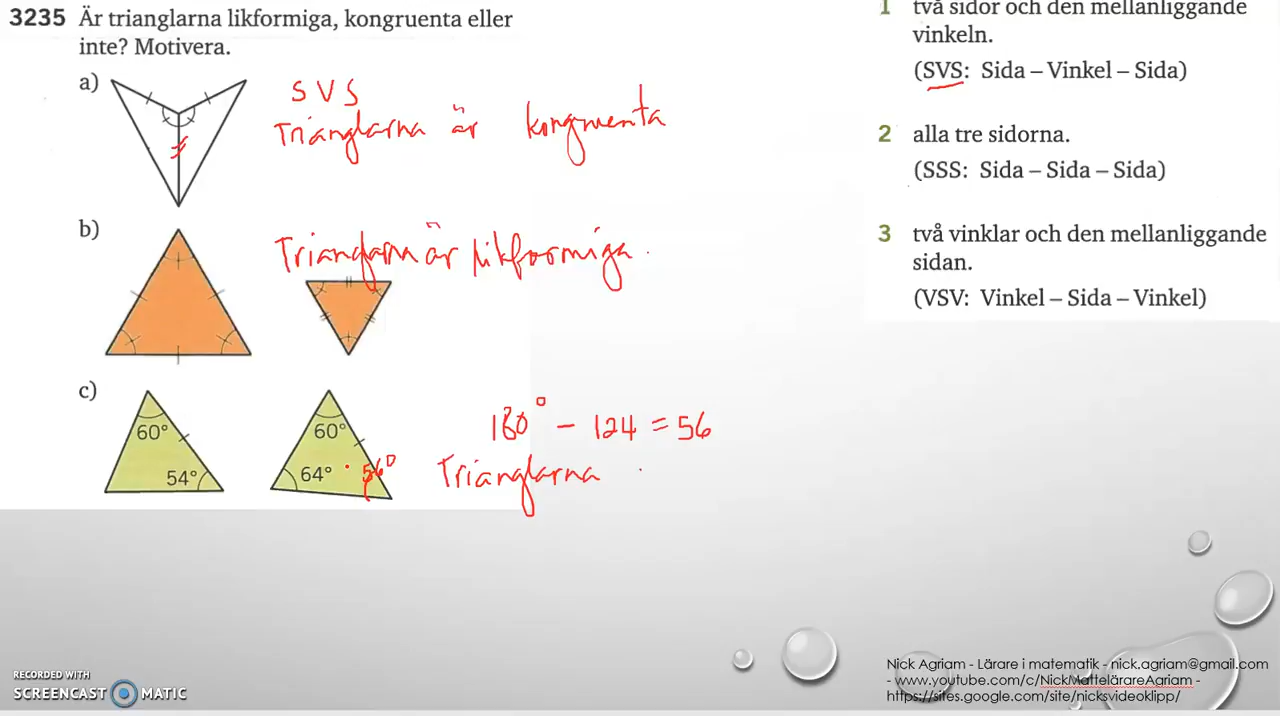 3235 Är trianglarna likformiga, kongruenta eller
inte? Motivera.
a)
SVS
Trianglarna är kongruenta
b)
Trianglarna är likformiga.
c)
60°
54°
60°
64°
56°
180° - 124 = 56
Trianglarna
1 två sidor och den mellanliggande
vinkeln.
(SVS: Sida – Vinkel – Sida)
2 alla tre sidorna.
(SSS: Sida – Sida – Sida)
3 två vinklar och den mellanliggande
sidan.
(VSV: Vinkel – Sida – Vinkel)
RECORDED WITH
SCREENCAST MATIC
Nick Agriam - Lärare i matematik - nick.agriam@gmail.com
- www.youtube.com/c/NickMattelärareAgriam -
https://sites.google.com/site/nicksvideoklipp/